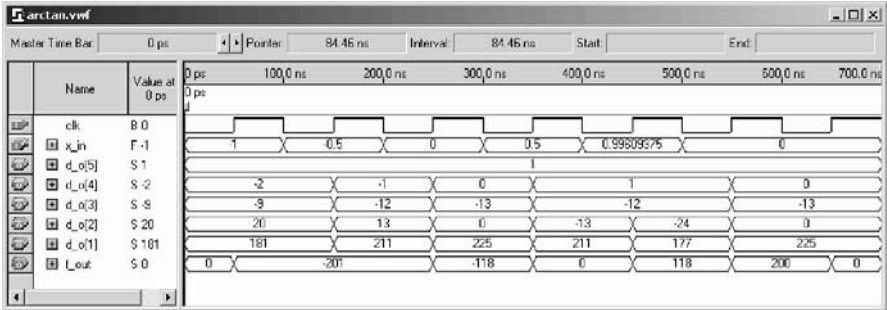 arctan.vwf
Master Time Bar: 0 ps Pointer: 84.46 ns Interval: 84.46 ns Start: End:
Name Value at 0 ps 0 ps 100,0 ns 200,0 ns 300,0 ns 400,0 ns 500,0 ns 600,0 ns 700.0 ns
0 ps
clk B 0
x_in F -1 -1 -0.5 0 0.5 0.99609375 0
d_o[5] S 1 1
d_o[4] S -2 -2 -1 0 1 0
d_o[3] S -9 -9 -12 -13 -12 -13
d_o[2] S 20 20 13 0 -13 -24 0
d_o[1] S 181 181 211 225 211 177 225
f_out S 0 0 -201 -118 0 118 200 0